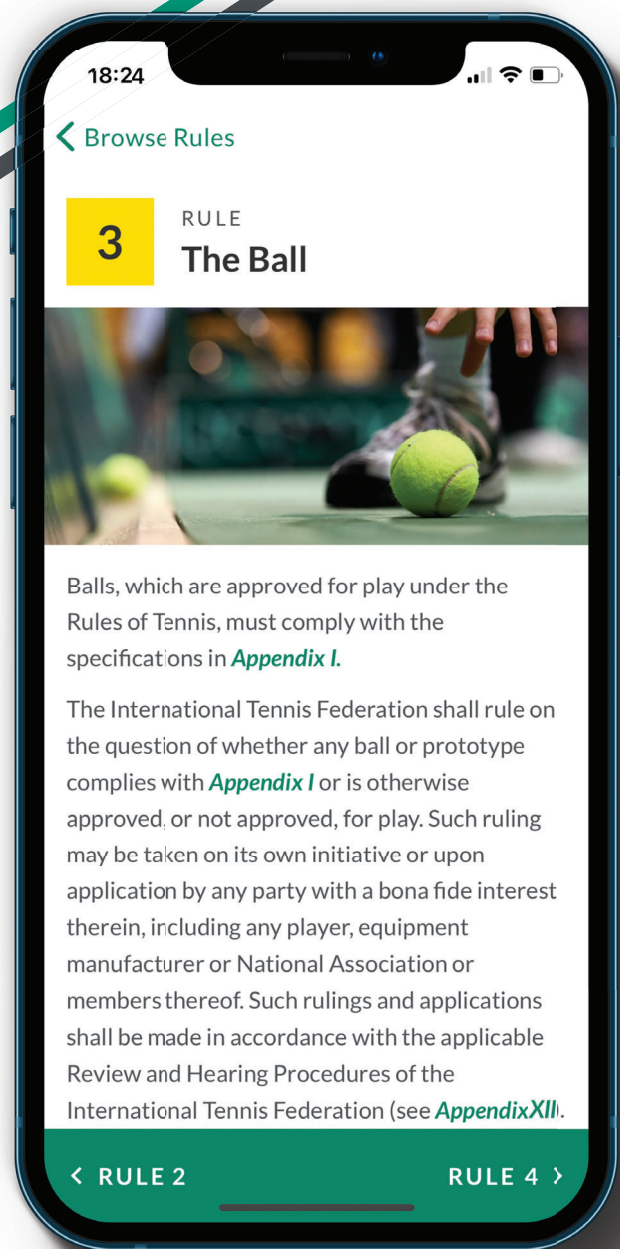 18:24
Browse Rules
3
RULE
The Ball
Balls, which are approved for play under the
Rules of Tennis, must comply with the
specifications in Appendix I.
The International Tennis Federation shall rule on
the question of whether any ball or prototype
complies with Appendix I or is otherwise
approved, or not approved, for play. Such ruling
may be taken on its own initiative or upon
application by any party with a bona fide interest
therein, including any player, equipment
manufacturer or National Association or
members thereof. Such rulings and applications
shall be made in accordance with the applicable
Review and Hearing Procedures of the
International Tennis Federation (see Appendix XII).
RULE 2
RULE 4